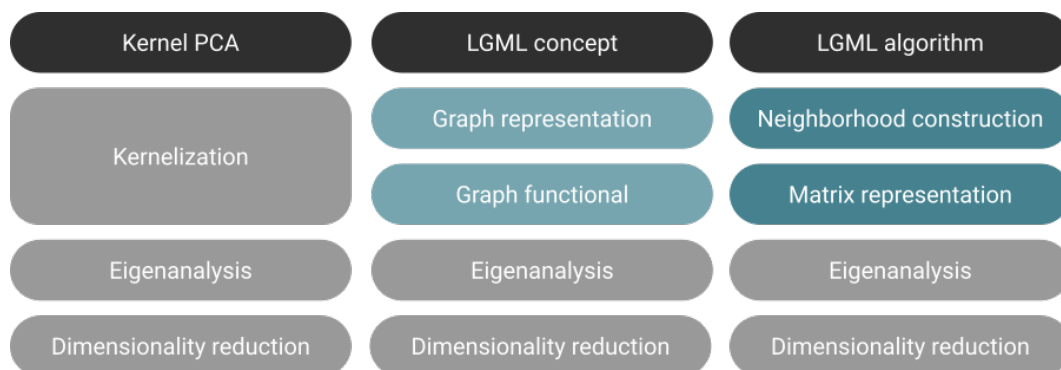 Kernel PCA
LGML concept
LGML algorithm
Kernelization
Graph representation
Neighborhood construction
Graph functional
Matrix representation
Eigenanalysis
Eigenanalysis
Eigenanalysis
Dimensionality reduction
Dimensionality reduction
Dimensionality reduction